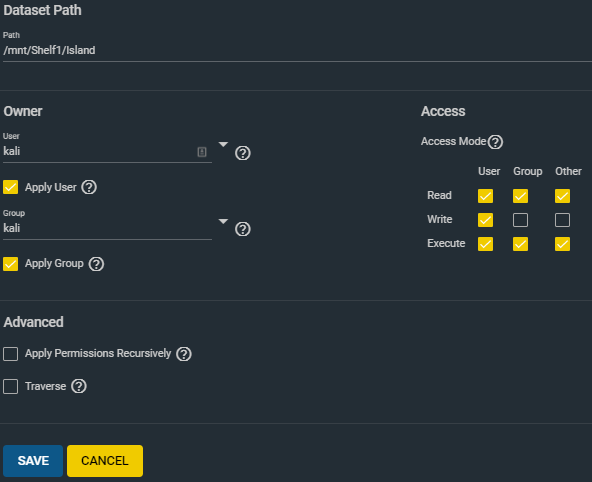 Dataset Path
Path
/mnt/Shelf1/Island
Owner
User
kali
Apply User
Group
kali
Apply Group
Access
Access Mode
User Group Other
Read
Write
Execute
Advanced
Apply Permissions Recursively
Traverse
SAVE CANCEL